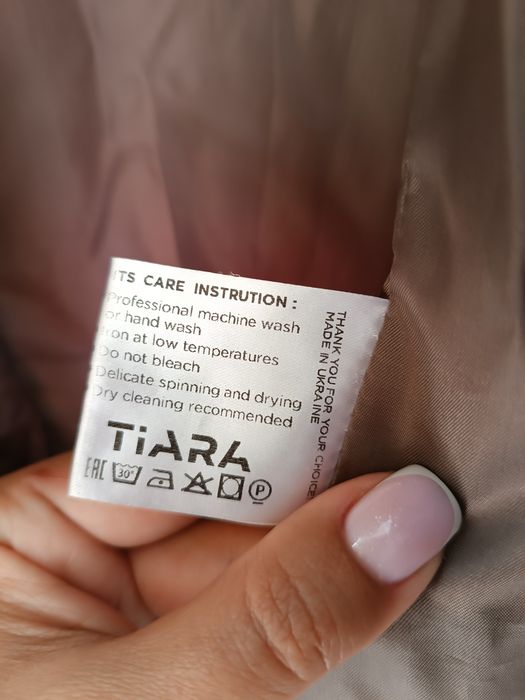 ITS CARE INSTRUTION :
Professional machine wash
or hand wash
Iron at low temperatures
Do not bleach
Delicate spinning and drying
Dry cleaning recommended
TiARA
EAC 30° P
THANK YOU FOR YOUR CHOICE
MADE IN UKRAINE